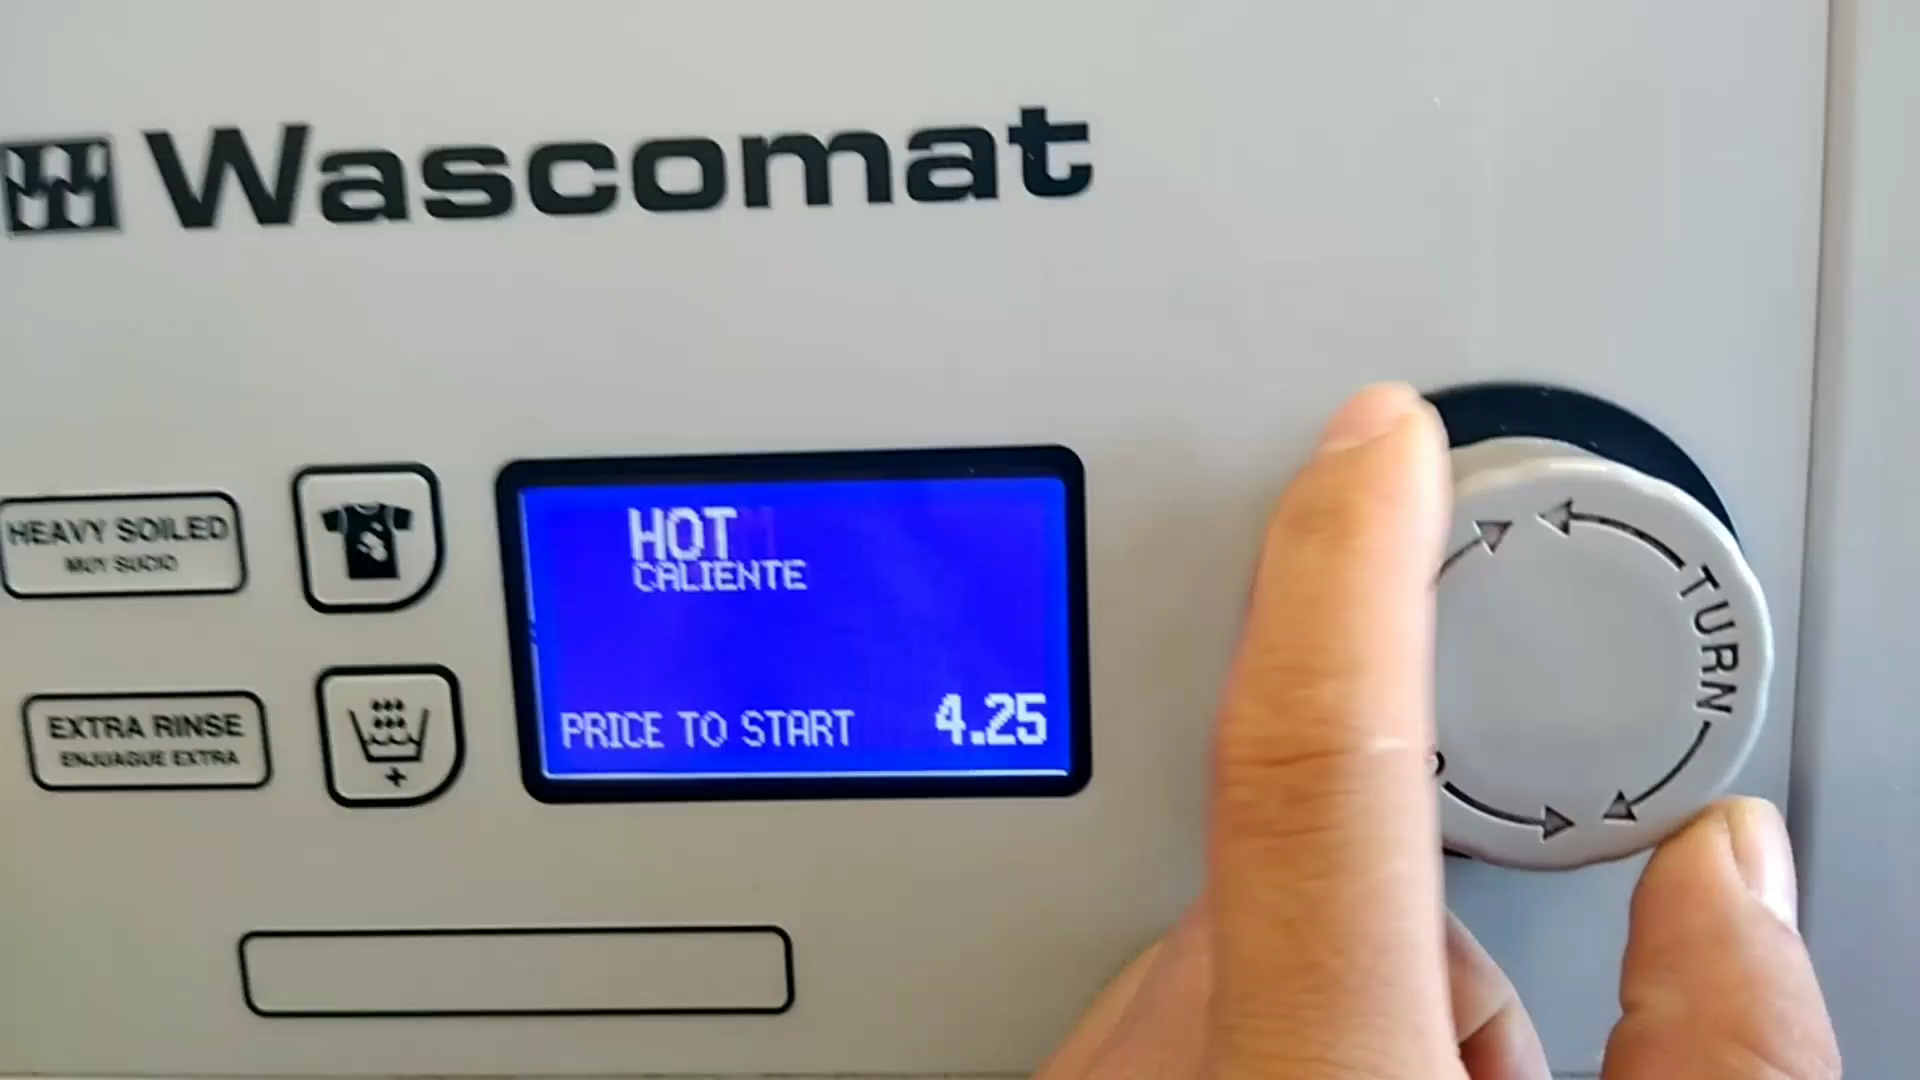 Wascomat
HEAVY SOILED
MUY SUCIO
EXTRA RINSE
ENJUAGUE EXTRA
HOT
CALIENTE
PRICE TO START 4.25
TURN